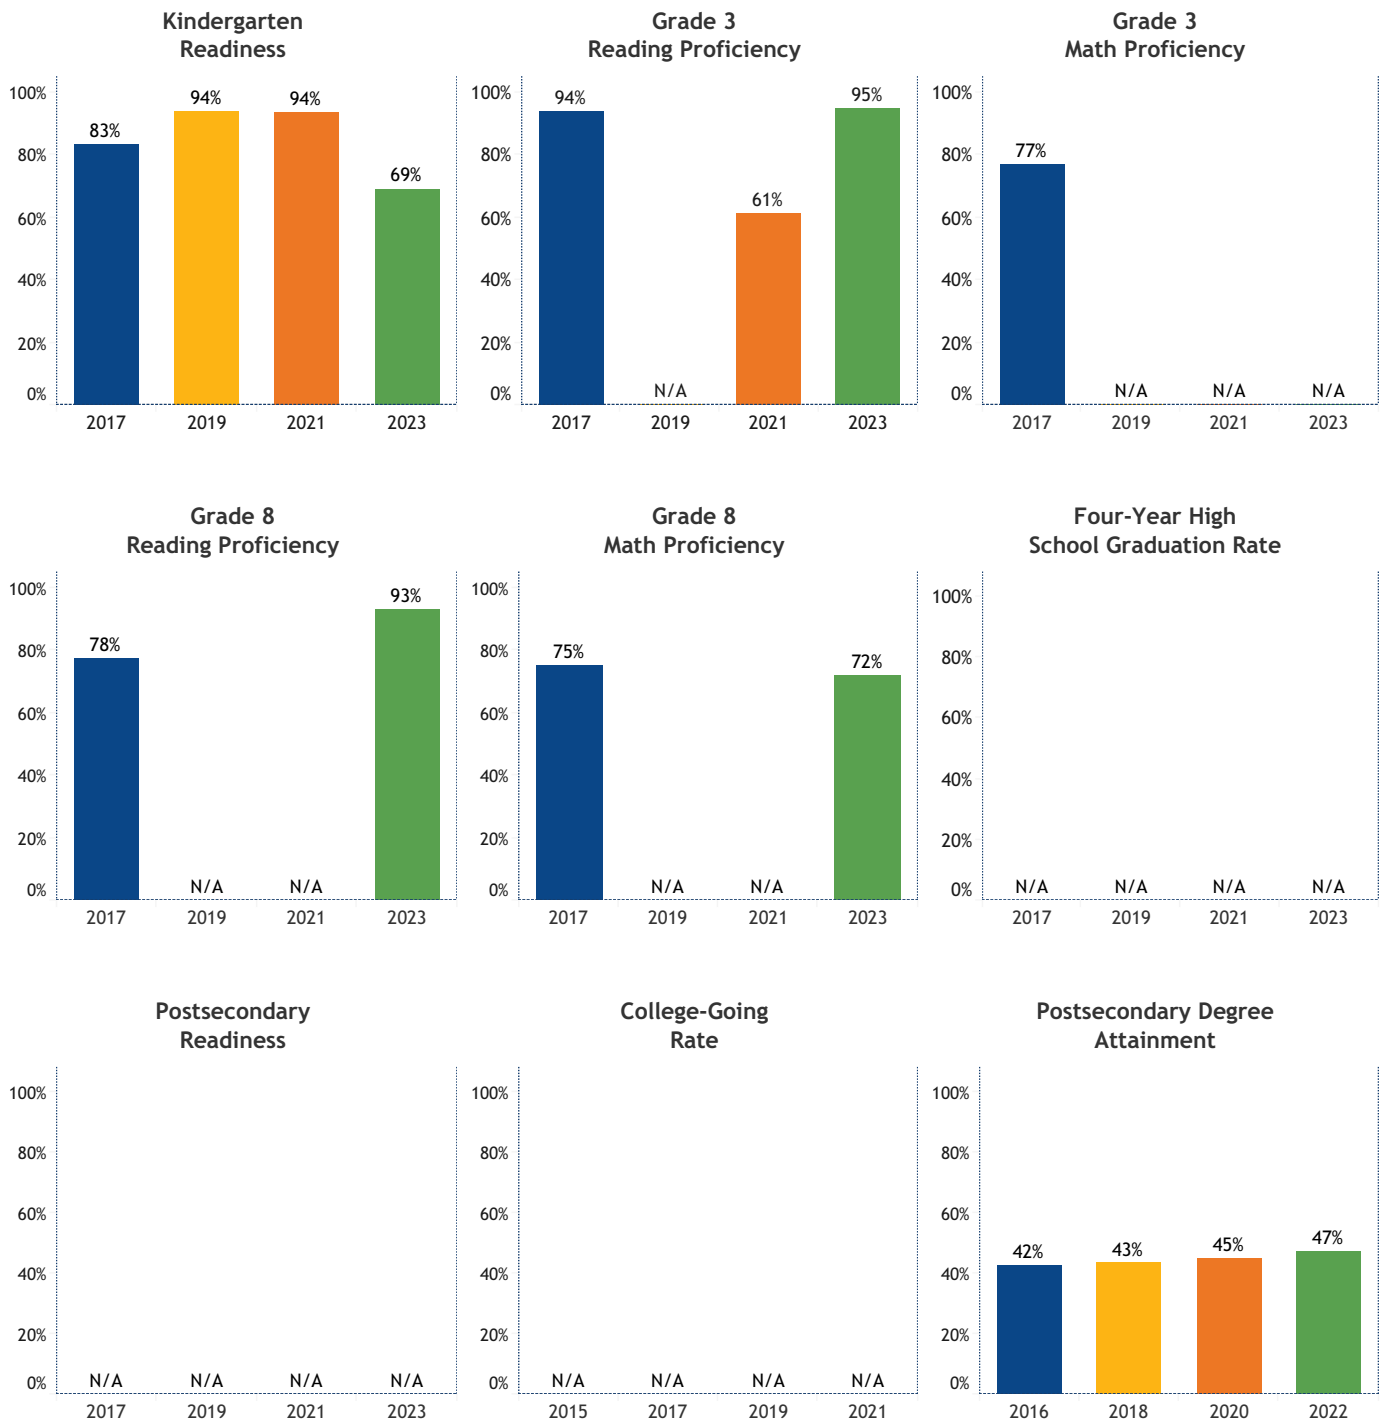 Kindergarten
Readiness
100%
80%
60%
40%
20%
0%
83%
94%
94%
69%
2017
2019
2021
2023
Grade 3
Reading Proficiency
100%
80%
60%
40%
20%
0%
94%
N/A
61%
95%
2017
2019
2021
2023
Grade 3
Math Proficiency
100%
80%
60%
40%
20%
0%
77%
N/A
N/A
N/A
2017
2019
2021
2023
Grade 8
Reading Proficiency
100%
80%
60%
40%
20%
0%
78%
N/A
N/A
93%
2017
2019
2021
2023
Grade 8
Math Proficiency
100%
80%
60%
40%
20%
0%
75%
N/A
N/A
72%
2017
2019
2021
2023
Four-Year High
School Graduation Rate
100%
80%
60%
40%
20%
0%
N/A
N/A
N/A
N/A
2017
2019
2021
2023
Postsecondary
Readiness
100%
80%
60%
40%
20%
0%
N/A
N/A
N/A
N/A
2017
2019
2021
2023
College-Going
Rate
100%
80%
60%
40%
20%
0%
N/A
N/A
N/A
N/A
2015
2017
2019
2021
Postsecondary Degree
Attainment
100%
80%
60%
40%
20%
0%
42%
43%
45%
47%
2016
2018
2020
2022